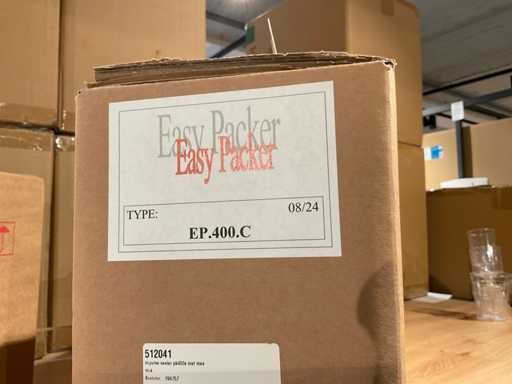 Easy Packer
Easy Packer
TYPE: 08/24
EP.400.C
512041